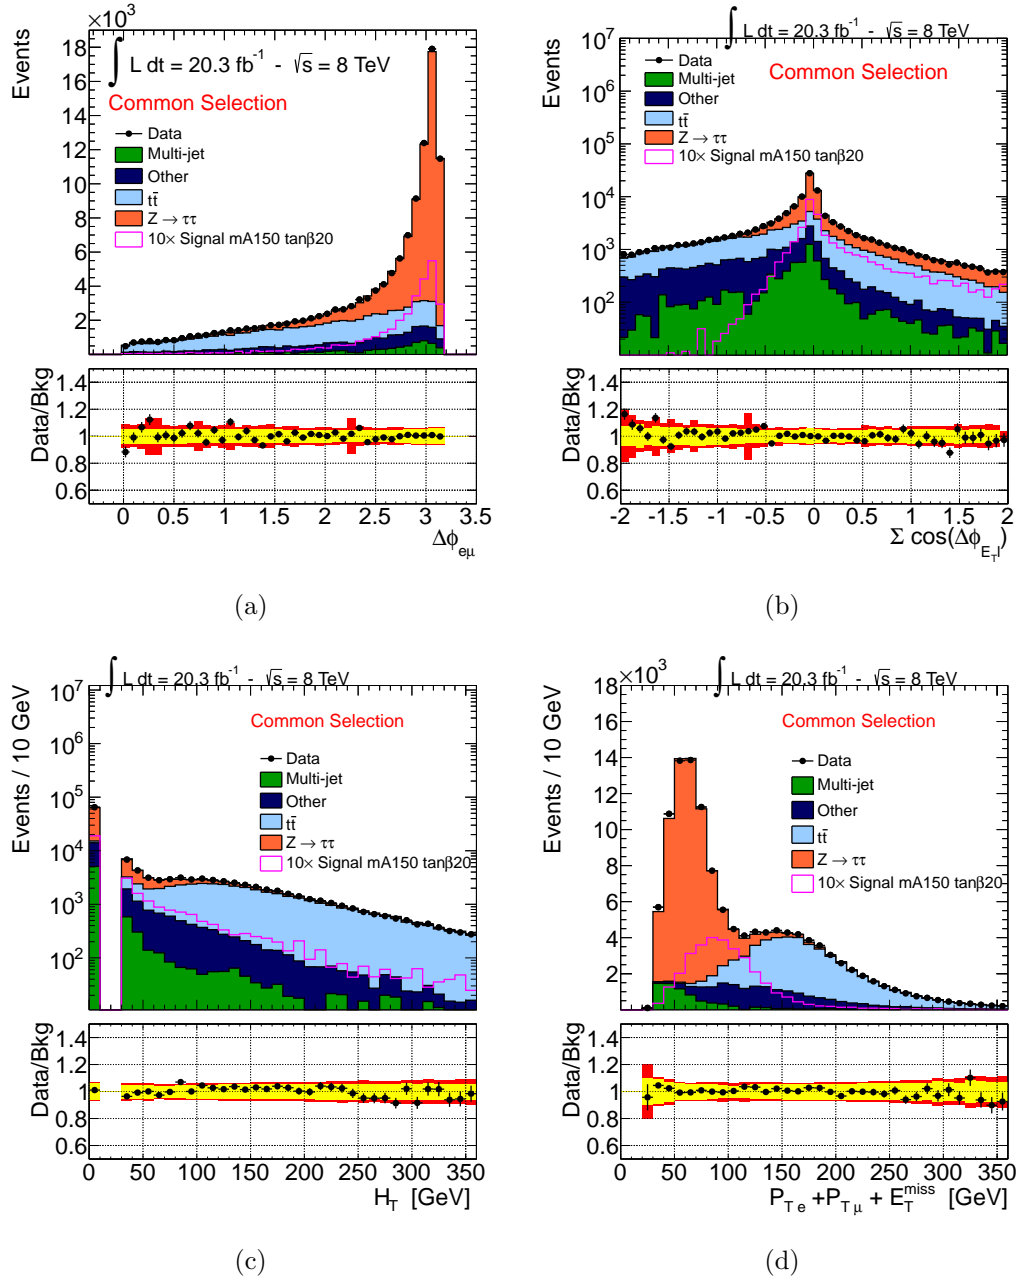 ×10³
Events
18
16
14
12
10
8
6
4
2
∫ L dt = 20.3 fb⁻¹ - √s = 8 TeV
Common Selection
Data
Multi-jet
Other
tt̄
Z → ττ
10× Signal mA150 tanβ20
Data/Bkg
1.4
1.2
1
0.8
0.6
0 0.5 1 1.5 2 2.5 3 3.5
Δϕ_eμ
(a)
∫ L dt = 20.3 fb⁻¹ - √s = 8 TeV
Events
10⁷
10⁶
10⁵
10⁴
10³
10²
Data
Multi-jet
Other
tt̄
Z → ττ
10× Signal mA150 tanβ20
Common Selection
Data/Bkg
1.4
1.2
1
0.8
0.6
-2 -1.5 -1 -0.5 0 0.5 1 1.5 2
Σ cos(Δϕ_E_T l)
(b)
∫ L dt = 20.3 fb⁻¹ - √s = 8 TeV
Events / 10 GeV
10⁷
10⁶
10⁵
10⁴
10³
10²
Common Selection
Data
Multi-jet
Other
tt̄
Z → ττ
10× Signal mA150 tanβ20
Data/Bkg
1.4
1.2
1
0.8
0.6
0 50 100 150 200 250 300 350
H_T [GeV]
(c)
×10³
∫ L dt = 20.3 fb⁻¹ - √s = 8 TeV
Events / 10 GeV
18
16
14
12
10
8
6
4
2
Common Selection
Data
Multi-jet
Other
tt̄
Z → ττ
10× Signal mA150 tanβ20
Data/Bkg
1.4
1.2
1
0.8
0.6
0 50 100 150 200 250 300 350
P_T e + P_T μ + E_T^miss [GeV]
(d)